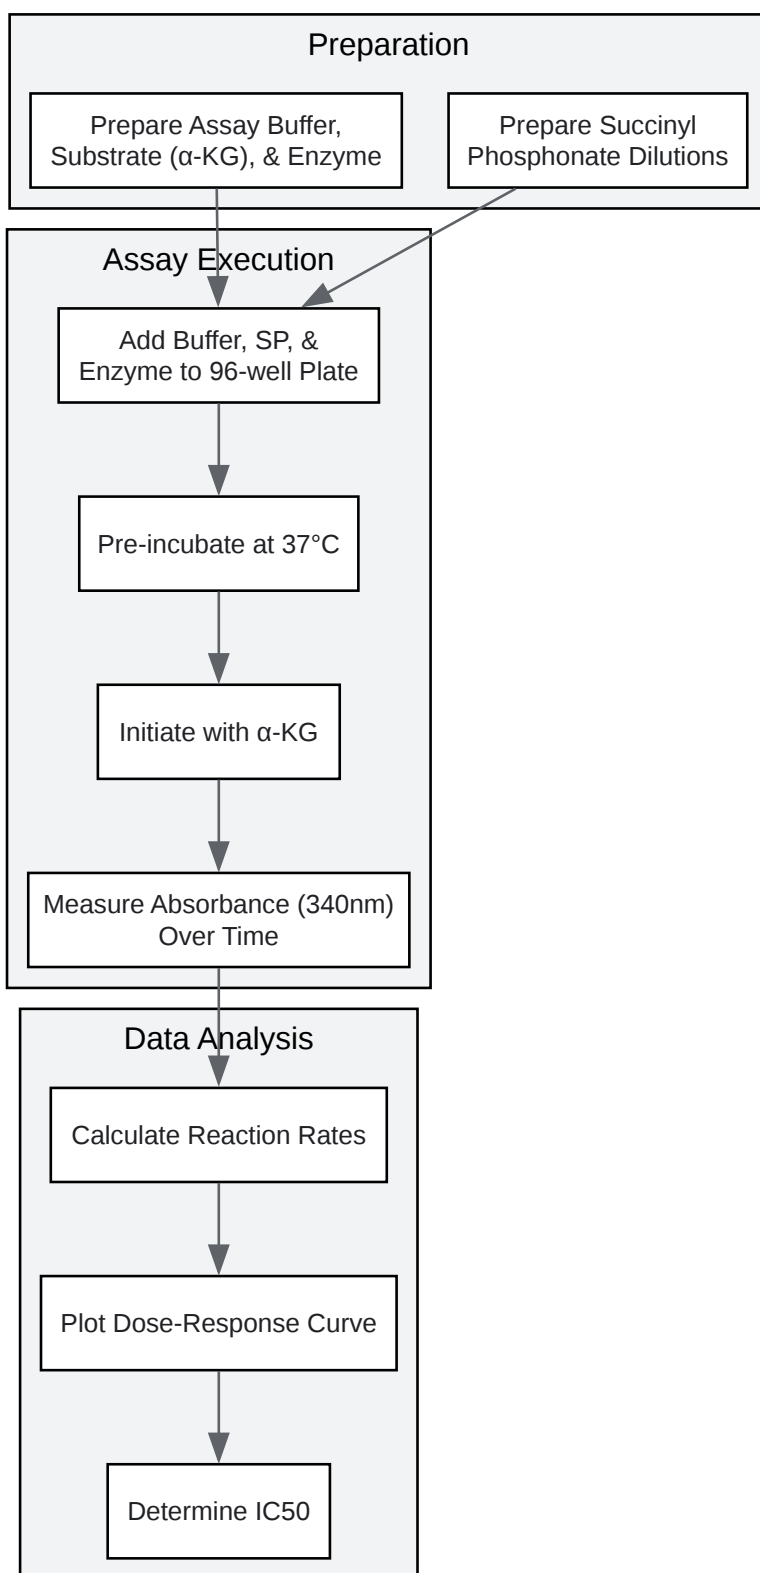 Preparation
Prepare Assay Buffer,
Substrate (α-KG), & Enzyme
Prepare Succinyl
Phosphonate Dilutions
Assay Execution
Add Buffer, SP, &
Enzyme to 96-well Plate
Pre-incubate at 37°C
Initiate with α-KG
Measure Absorbance (340nm)
Over Time
Data Analysis
Calculate Reaction Rates
Plot Dose-Response Curve
Determine IC50